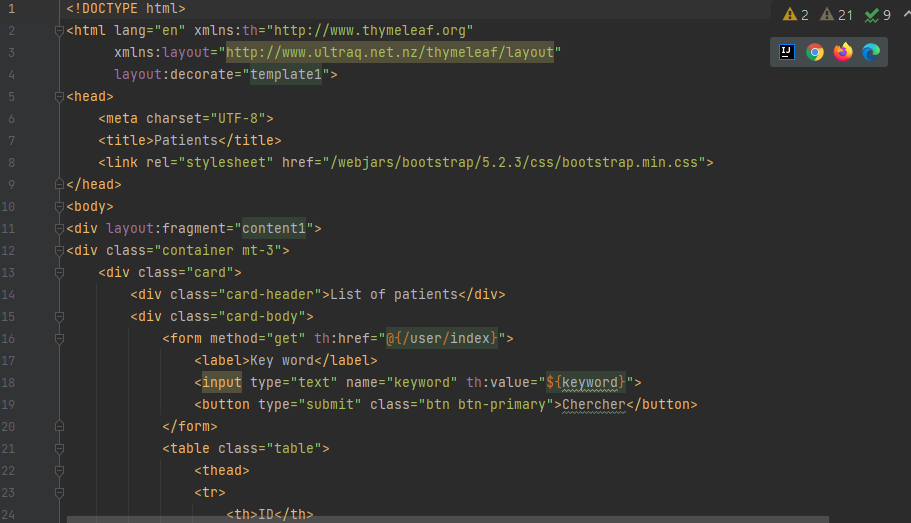 1 <!DOCTYPE html>
2 <html lang="en" xmlns:th="http://www.thymeleaf.org"
3 xmlns:layout="http://www.ultraq.net.nz/thymeleaf/layout"
4 layout:decorate="template1">
5 <head>
6 <meta charset="UTF-8">
7 <title>Patients</title>
8 <link rel="stylesheet" href="/webjars/bootstrap/5.2.3/css/bootstrap.min.css">
9 </head>
10 <body>
11 <div layout:fragment="content1">
12 <div class="container mt-3">
13 <div class="card">
14 <div class="card-header">List of patients</div>
15 <div class="card-body">
16 <form method="get" th:href="@{/user/index}">
17 <label>Key word</label>
18 <input type="text" name="keyword" th:value="${keyword}">
19 <button type="submit" class="btn btn-primary">Chercher</button>
20 </form>
21 <table class="table">
22 <thead>
23 <tr>
24 <th>ID</th>
2 21 9
IJ